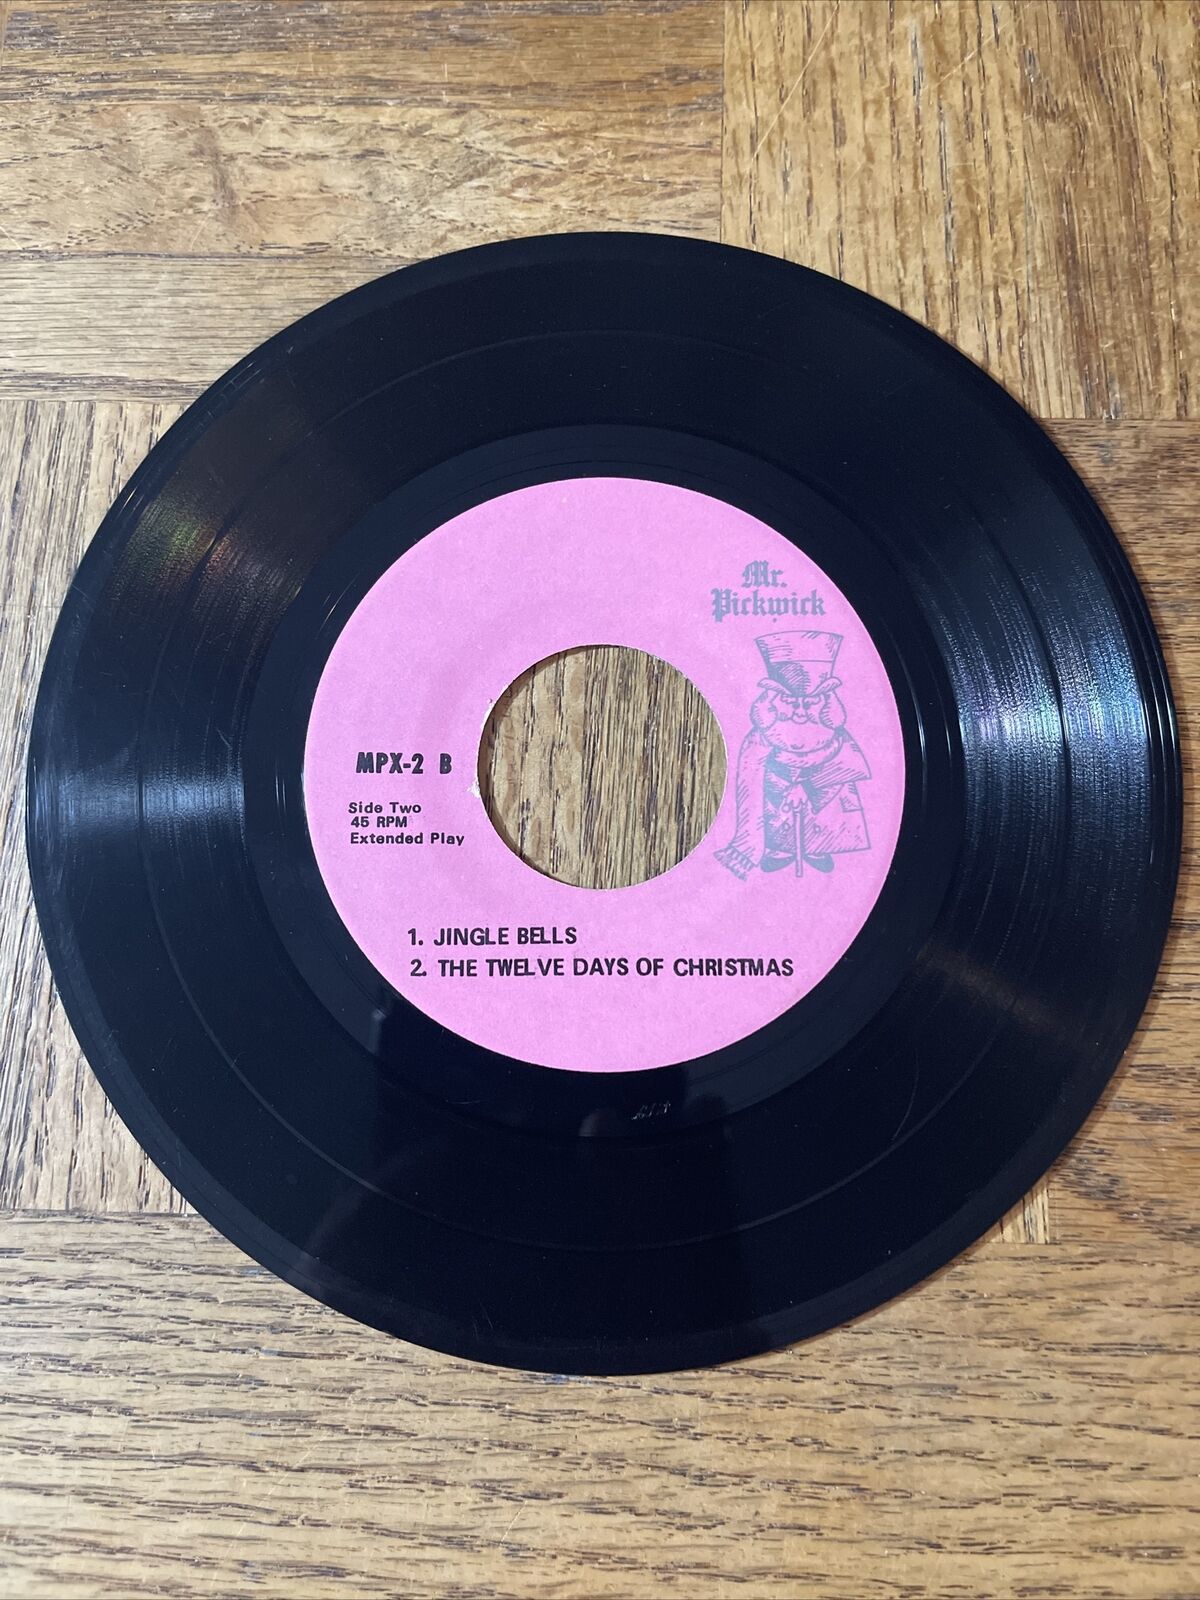 Mr.
Pickwick
MPX-2 B
Side Two
45 RPM
Extended Play
1. JINGLE BELLS
2. THE TWELVE DAYS OF CHRISTMAS